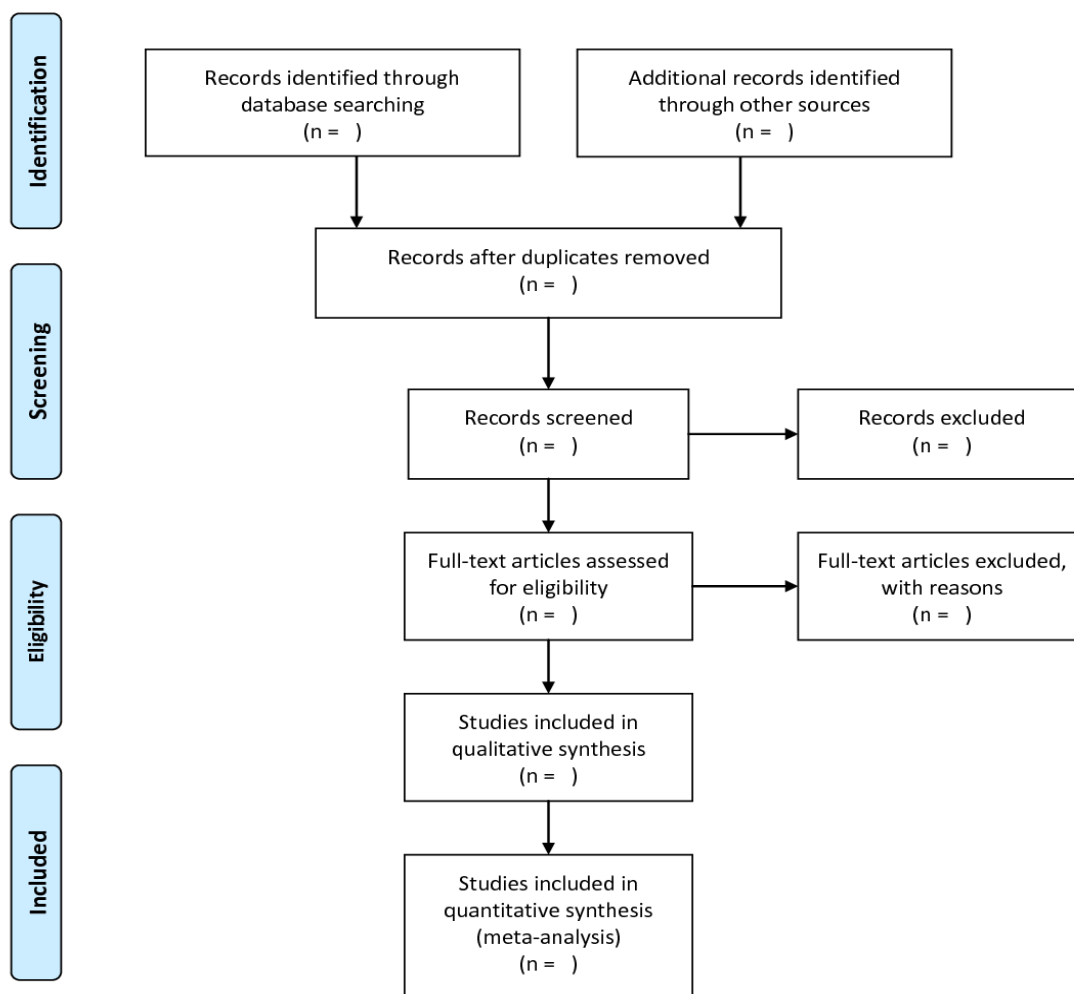 Identification
Records identified through
database searching
(n =   )
Additional records identified
through other sources
(n =   )
Records after duplicates removed
(n =   )
Screening
Records screened
(n =   )
Records excluded
(n =   )
Eligibility
Full-text articles assessed
for eligibility
(n =   )
Full-text articles excluded,
with reasons
(n =   )
Studies included in
qualitative synthesis
(n =   )
Included
Studies included in
quantitative synthesis
(meta-analysis)
(n =   )